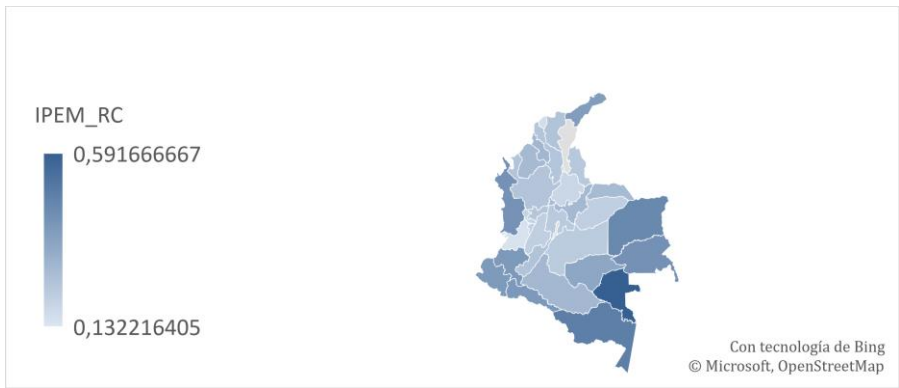 IPEM_RC
0,591666667
0,132216405
Con tecnología de Bing
© Microsoft, OpenStreetMap